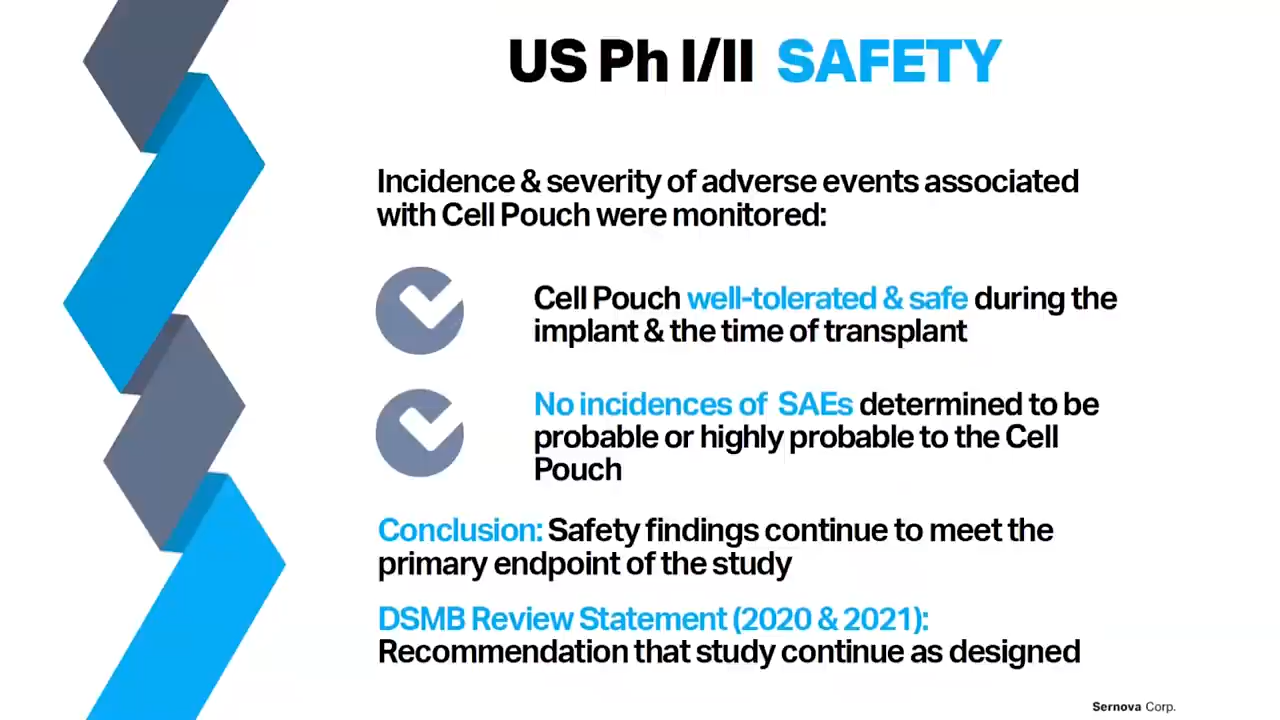 US Ph I/II SAFETY
Incidence & severity of adverse events associated
with Cell Pouch were monitored:
Cell Pouch well-tolerated & safe during the
implant & the time of transplant
No incidences of SAEs determined to be
probable or highly probable to the Cell
Pouch
Conclusion: Safety findings continue to meet the
primary endpoint of the study
DSMB Review Statement (2020 & 2021):
Recommendation that study continue as designed
Sernova Corp.